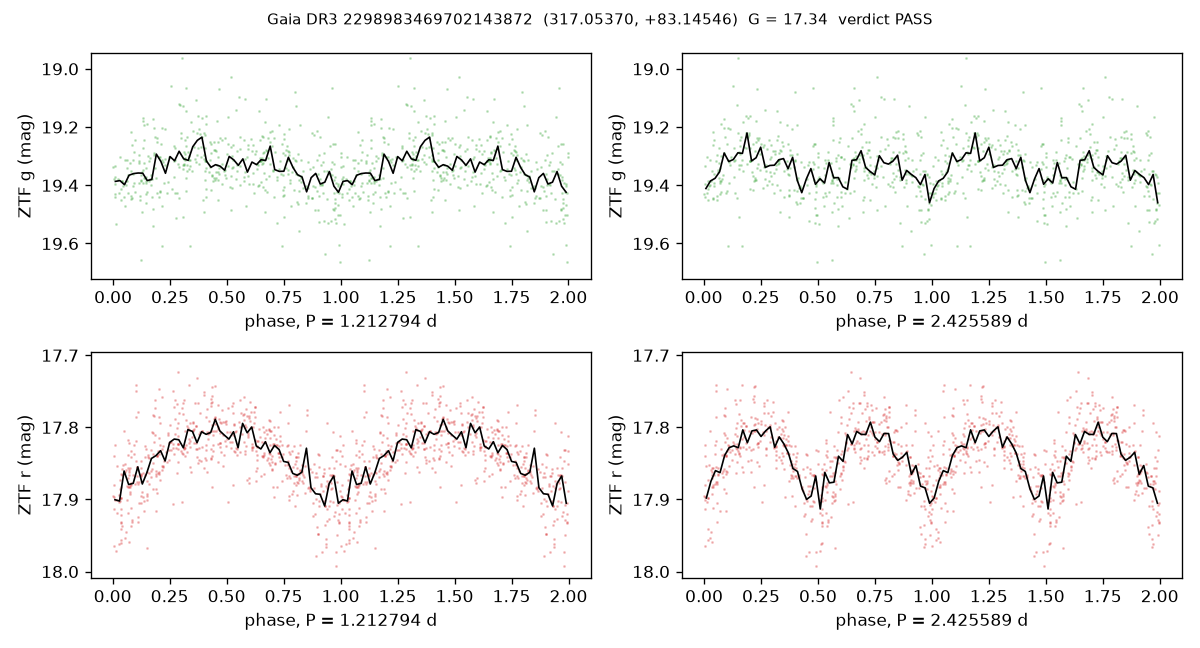 Gaia DR3 2298983469702143872 (317.05370, +83.14546) G = 17.34 verdict PASS
ZTF g (mag)
19.0
19.2
19.4
19.6
0.00 0.25 0.50 0.75 1.00 1.25 1.50 1.75 2.00
phase, P = 1.212794 d
ZTF g (mag)
19.0
19.2
19.4
19.6
0.00 0.25 0.50 0.75 1.00 1.25 1.50 1.75 2.00
phase, P = 2.425589 d
ZTF r (mag)
17.7
17.8
17.9
18.0
0.00 0.25 0.50 0.75 1.00 1.25 1.50 1.75 2.00
phase, P = 1.212794 d
ZTF r (mag)
17.7
17.8
17.9
18.0
0.00 0.25 0.50 0.75 1.00 1.25 1.50 1.75 2.00
phase, P = 2.425589 d